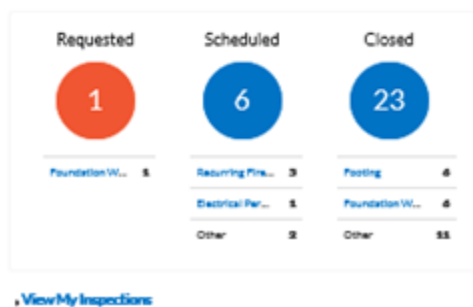 Requested
Scheduled
Closed
1
6
23
Foundation W... 1
Recurring Fire... 3
Footing 6
Electrical Per... 1
Foundation W... 6
Other 2
Other 11
View My Inspections